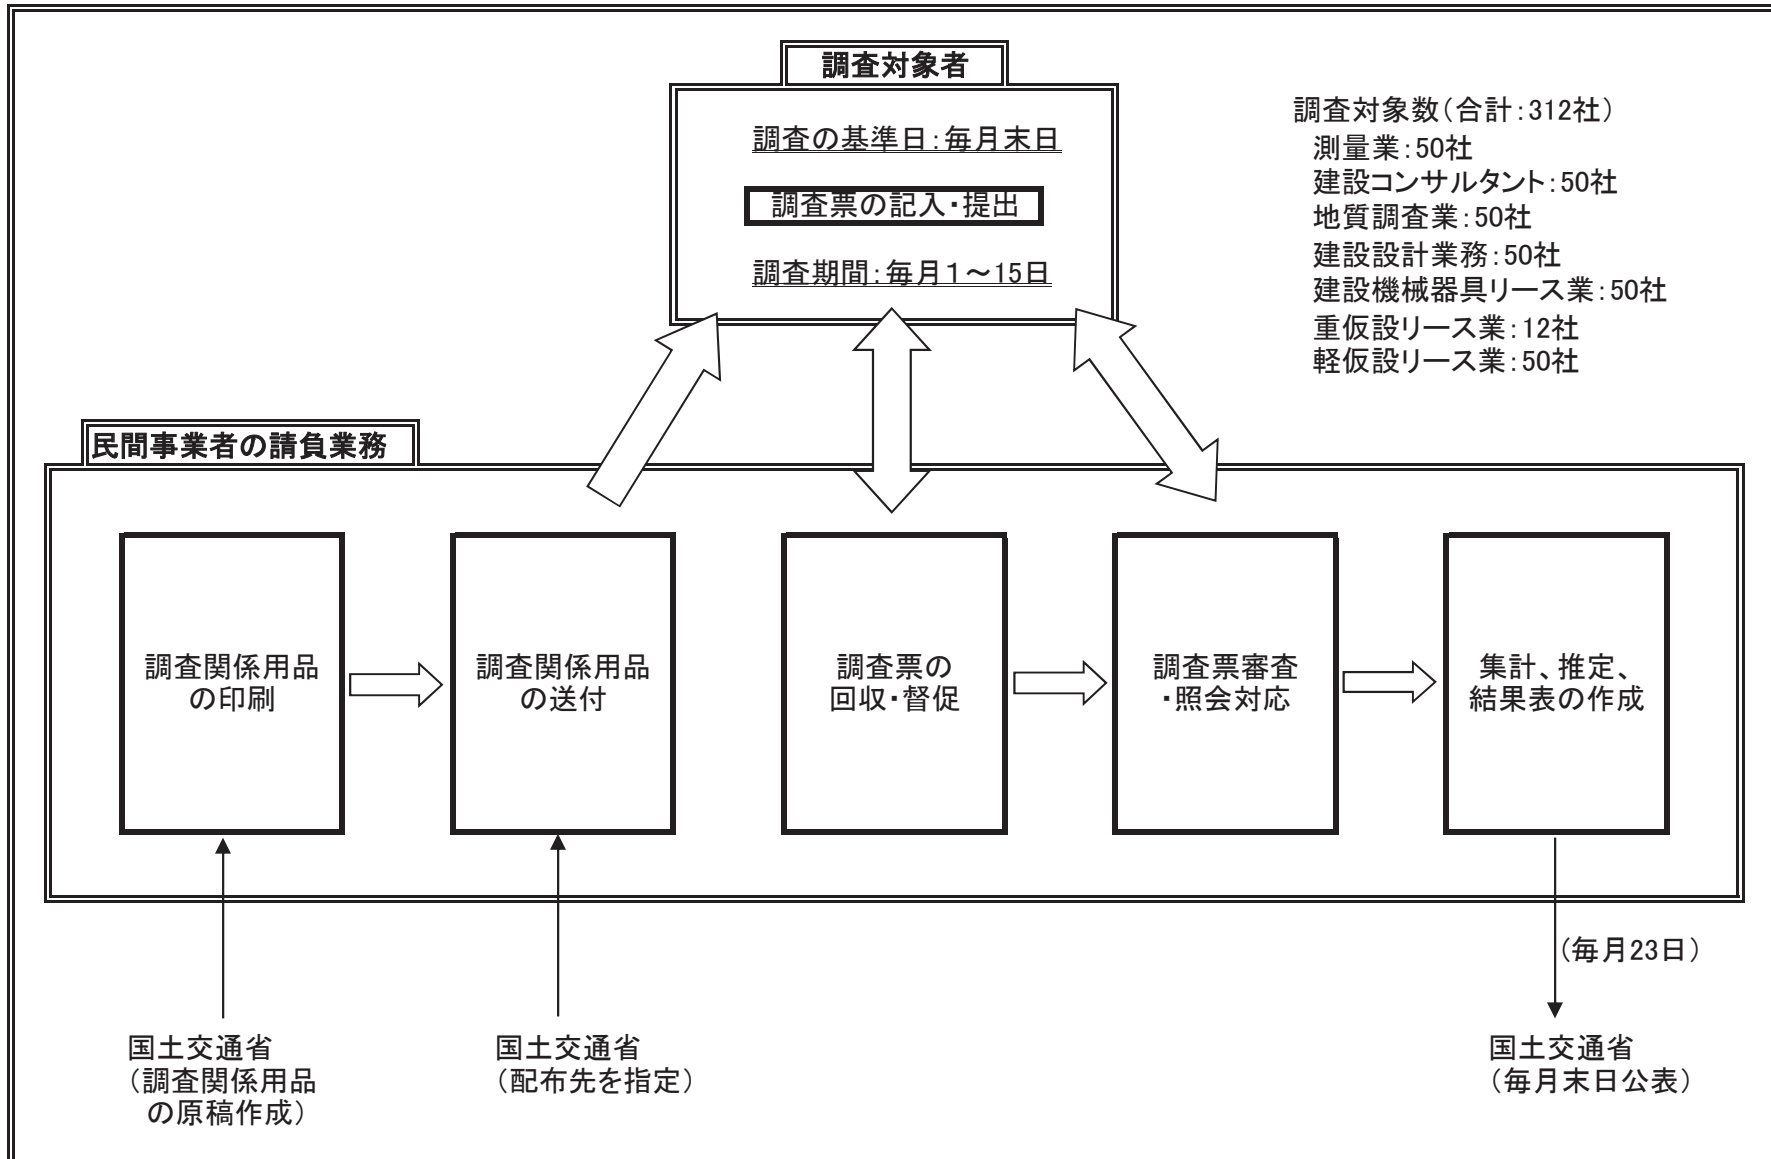 調査対象者
調査の基準日：毎月末日
調査票の記入・提出
調査期間：毎月１～15日
調査対象数（合計：312社）
測量業：50社
建設コンサルタント：50社
地質調査業：50社
建設設計業務：50社
建設機械器具リース業：50社
重仮設リース業：12社
軽仮設リース業：50社
民間事業者の請負業務
調査関係用品
の印刷
調査関係用品
の送付
調査票の
回収・督促
調査票審査
・照会対応
集計、推定、
結果表の作成
（毎月23日）
国土交通省
（調査関係用品
の原稿作成）
国土交通省
（配布先を指定）
国土交通省
（毎月末日公表）